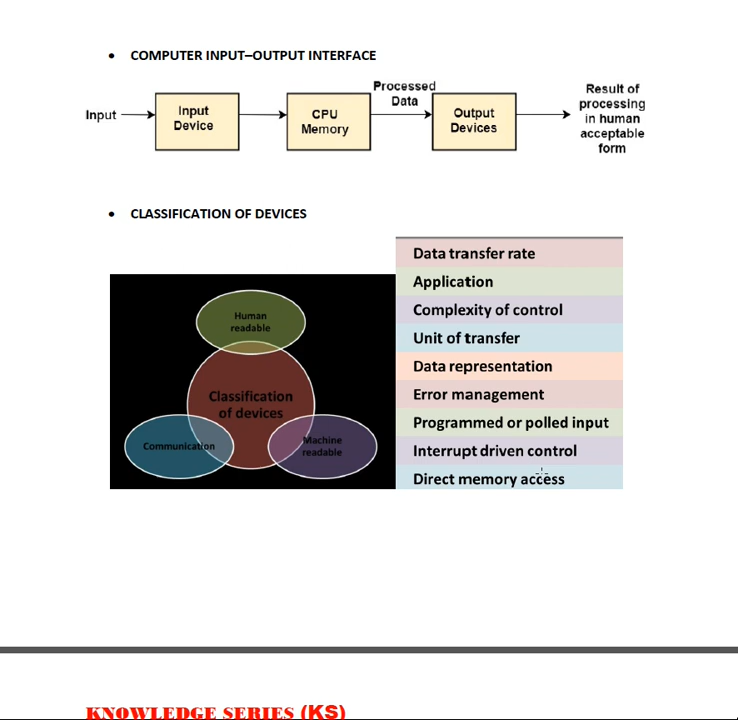 • COMPUTER INPUT–OUTPUT INTERFACE
Input
Input
Device
CPU
Memory
Processed
Data
Output
Devices
Result of
processing
in human
acceptable
form
• CLASSIFICATION OF DEVICES
Human
readable
Classification
of devices
Communication
Machine
readable
Data transfer rate
Application
Complexity of control
Unit of transfer
Data representation
Error management
Programmed or polled input
Interrupt driven control
Direct memory access
KNOWLEDGE SERIES (KS)